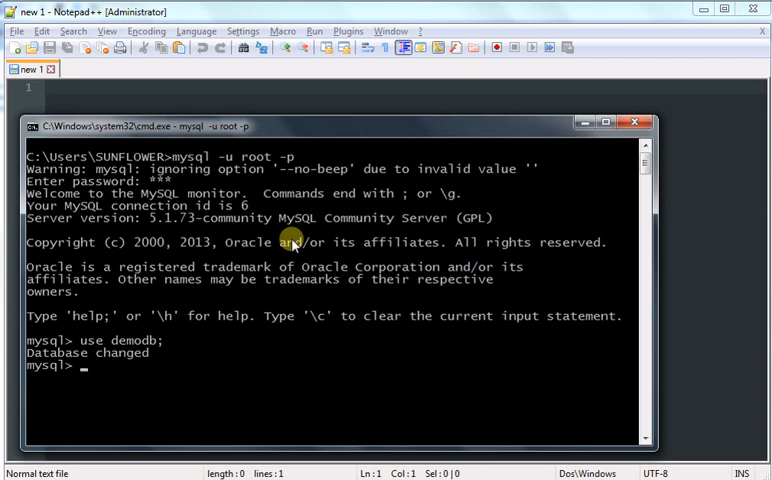 new 1 - Notepad++ [Administrator]
File Edit Search View Encoding Language Settings Macro Run Plugins Window ?
X
new 1
1
C:\Windows\system32\cmd.exe - mysql -u root -p
C:\Users\SUNFLOWER>mysql -u root -p
Warning: mysql: ignoring option '--no-beep' due to invalid value ''
Enter password: ***
Welcome to the MySQL monitor.  Commands end with ; or \g.
Your MySQL connection id is 6
Server version: 5.1.73-community MySQL Community Server (GPL)
Copyright (c) 2000, 2013, Oracle and/or its affiliates. All rights reserved.
Oracle is a registered trademark of Oracle Corporation and/or its
affiliates. Other names may be trademarks of their respective
owners.
Type 'help;' or '\h' for help. Type '\c' to clear the current input statement.
mysql> use demodb;
Database changed
mysql> _
Normal text file length : 0 lines : 1 Ln : 1 Col : 1 Sel : 0 | 0 Dos\Windows UTF-8 INS